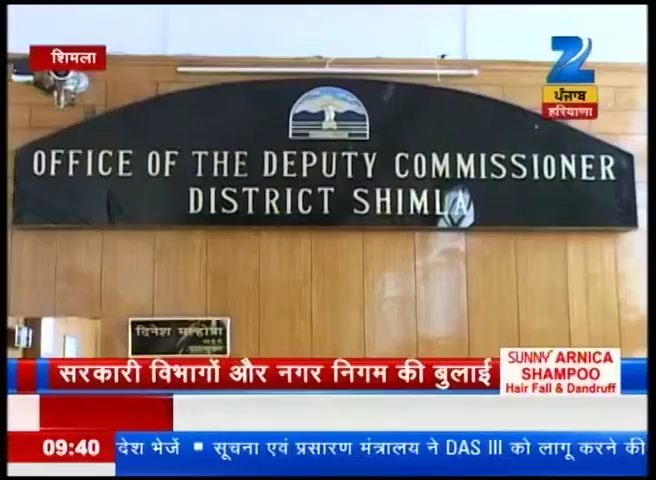 शिमला
Z
ਪੰਜਾਬ
हरियाणा
OFFICE OF THE DEPUTY COMMISSIONER
DISTRICT SHIMLA
दिनेश मल्होत्रा
सरकारी विभागों और नगर निगम की बुलाई
SUNNY ARNICA
SHAMPOO
Hair Fall & Dandruff
09:40 देश भेजें ▪ सूचना एवं प्रसारण मंत्रालय ने DAS III को लागू करने की